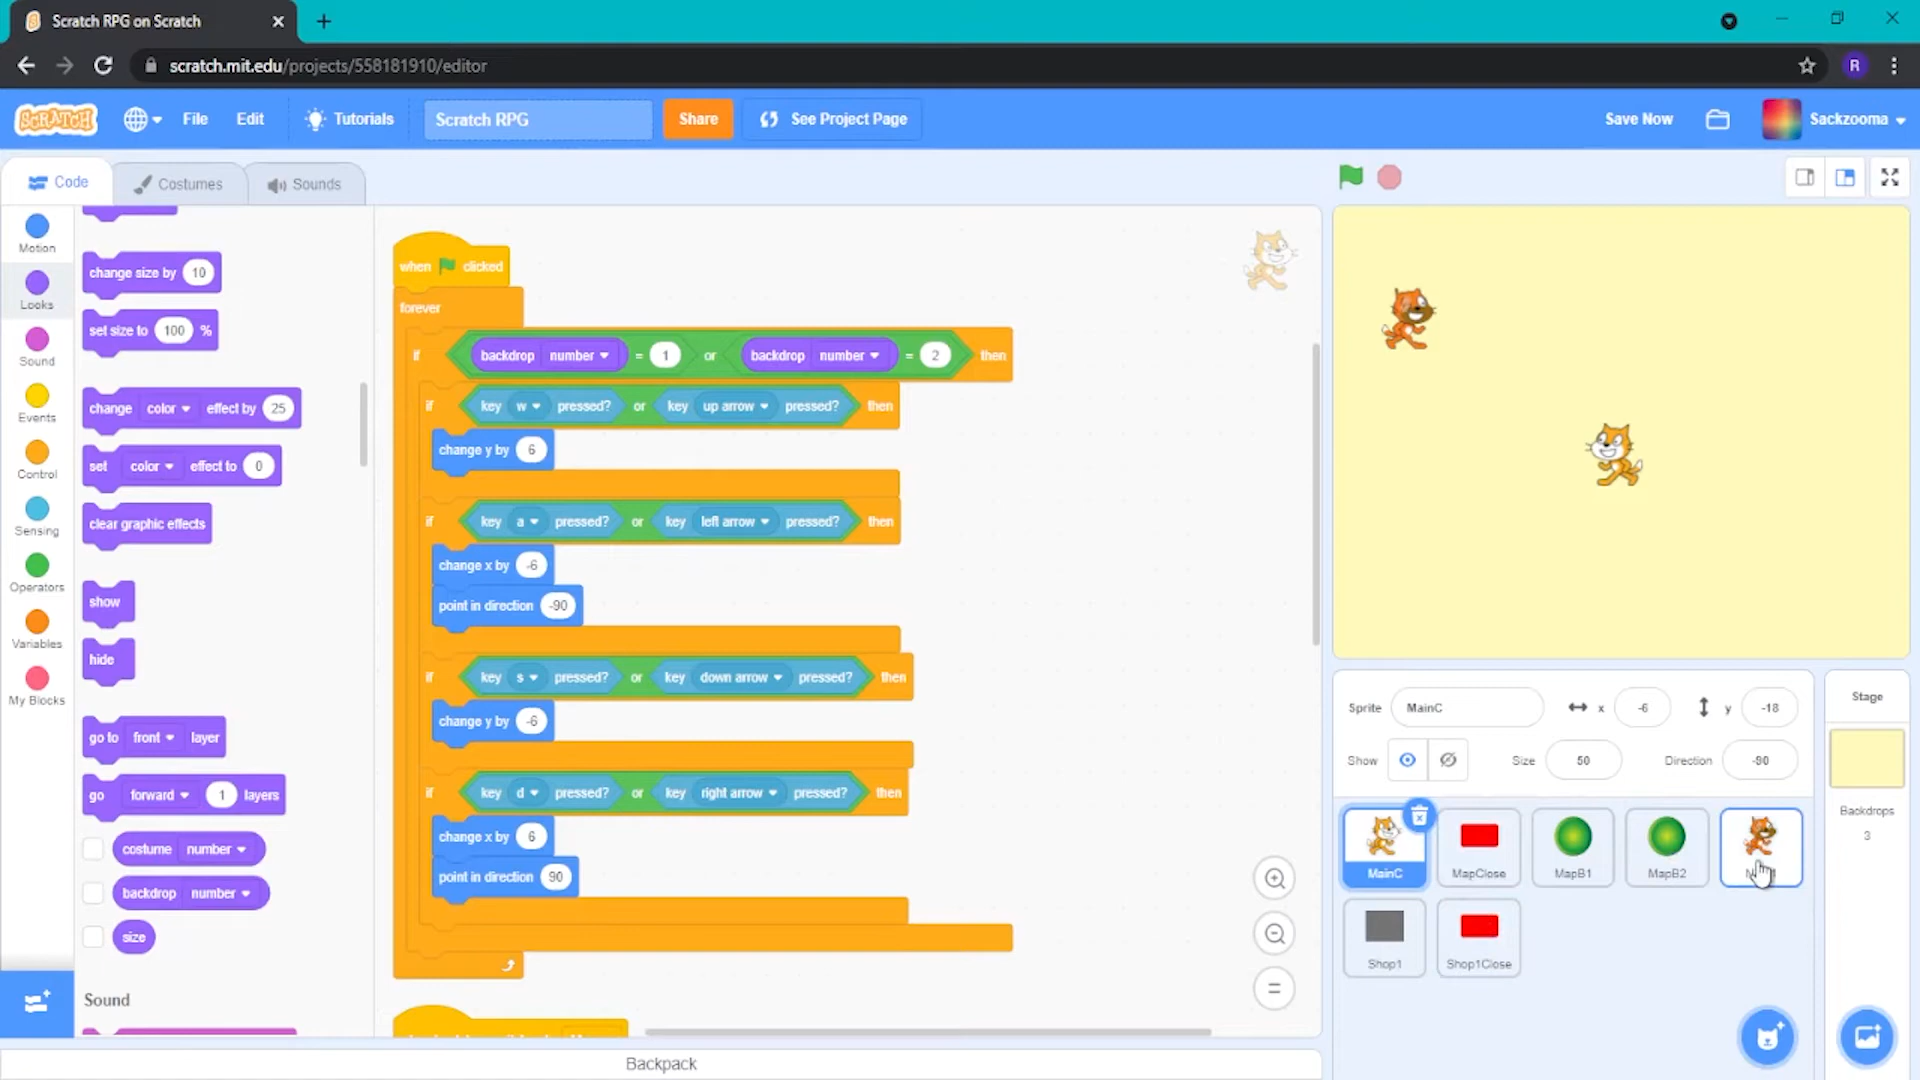 Scratch RPG on Scratch
scratch.mit.edu/projects/558181910/editor
R
SCRATCH
File
Edit
Tutorials
Scratch RPG
Share
See Project Page
Save Now
Sackzooma
Code
Costumes
Sounds
Motion
Looks
Sound
Events
Control
Sensing
Operators
Variables
My Blocks
change size by 10
set size to 100 %
change color effect by 25
set color effect to 0
clear graphic effects
show
hide
go to front layer
go forward 1 layers
costume number
backdrop number
size
Sound
when clicked
forever
if backdrop number = 1 or backdrop number = 2 then
if key w pressed? or key up arrow pressed? then
change y by 6
if key a pressed? or key left arrow pressed? then
change x by -6
point in direction -90
if key s pressed? or key down arrow pressed? then
change y by -6
if key d pressed? or key right arrow pressed? then
change x by 6
point in direction 90
Backpack
Sprite MainC x -6 y -18
Show Size 50 Direction -90
MainC
MapClose
MapB1
MapB2
Shop1
Shop1Close
Stage
Backdrops
3